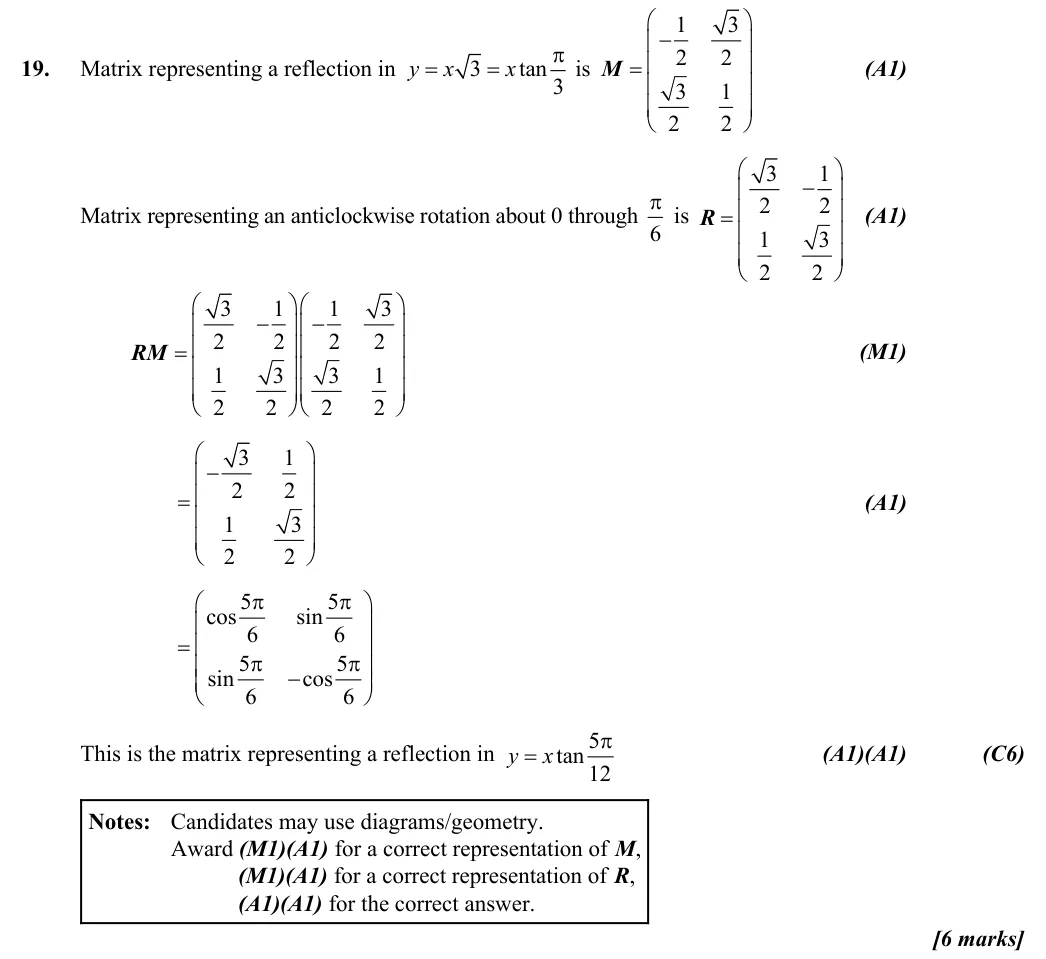 19. Matrix representing a reflection in y = x√3 = x tan π/3 is M = (−1/2 √3/2; √3/2 1/2) (A1)
Matrix representing an anticlockwise rotation about 0 through π/6 is R = (√3/2 −1/2; 1/2 √3/2) (A1)
RM = (√3/2 −1/2; 1/2 √3/2)(−1/2 √3/2; √3/2 1/2) (M1)
= (−√3/2 1/2; 1/2 √3/2) (A1)
= (cos 5π/6 sin 5π/6; sin 5π/6 −cos 5π/6)
This is the matrix representing a reflection in y = x tan 5π/12 (A1)(A1) (C6)
Notes: Candidates may use diagrams/geometry.
Award (M1)(A1) for a correct representation of M,
(M1)(A1) for a correct representation of R,
(A1)(A1) for the correct answer.
[6 marks]